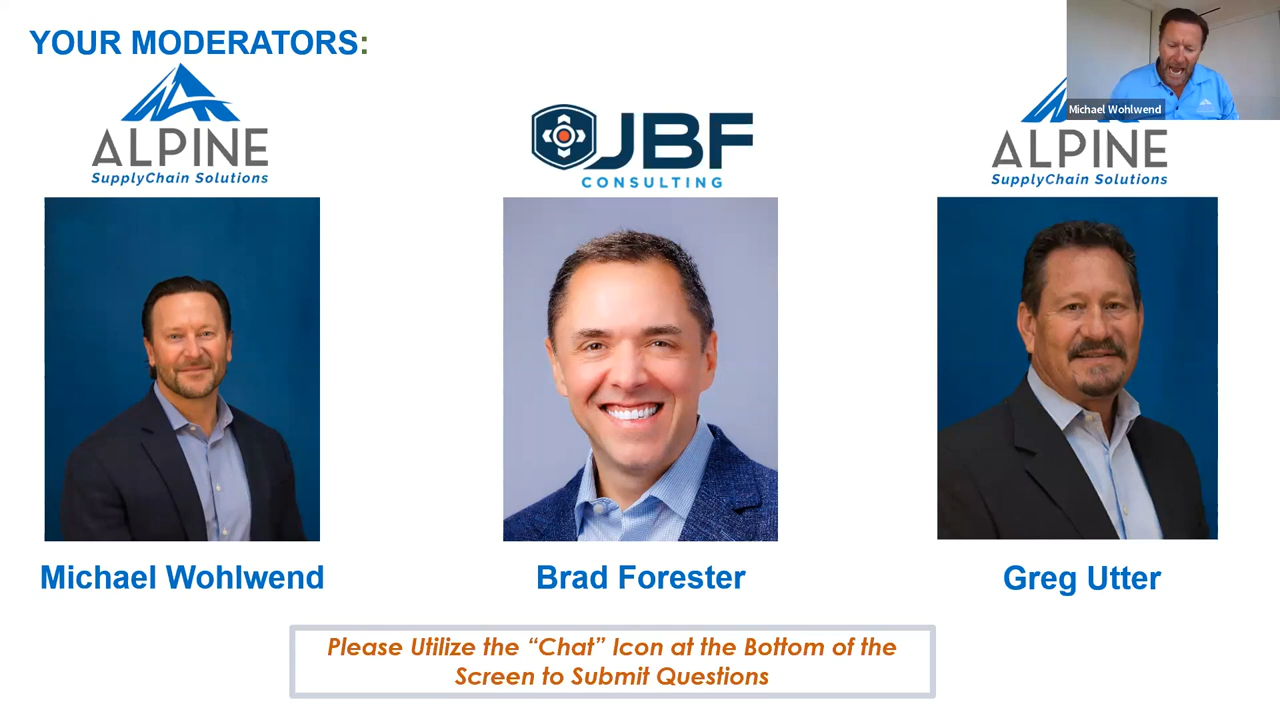 YOUR MODERATORS:
Michael Wohlwend
ALPINE
SupplyChain Solutions
JBF
CONSULTING
ALPINE
SupplyChain Solutions
Michael Wohlwend
Brad Forester
Greg Utter
Please Utilize the “Chat” Icon at the Bottom of the
Screen to Submit Questions